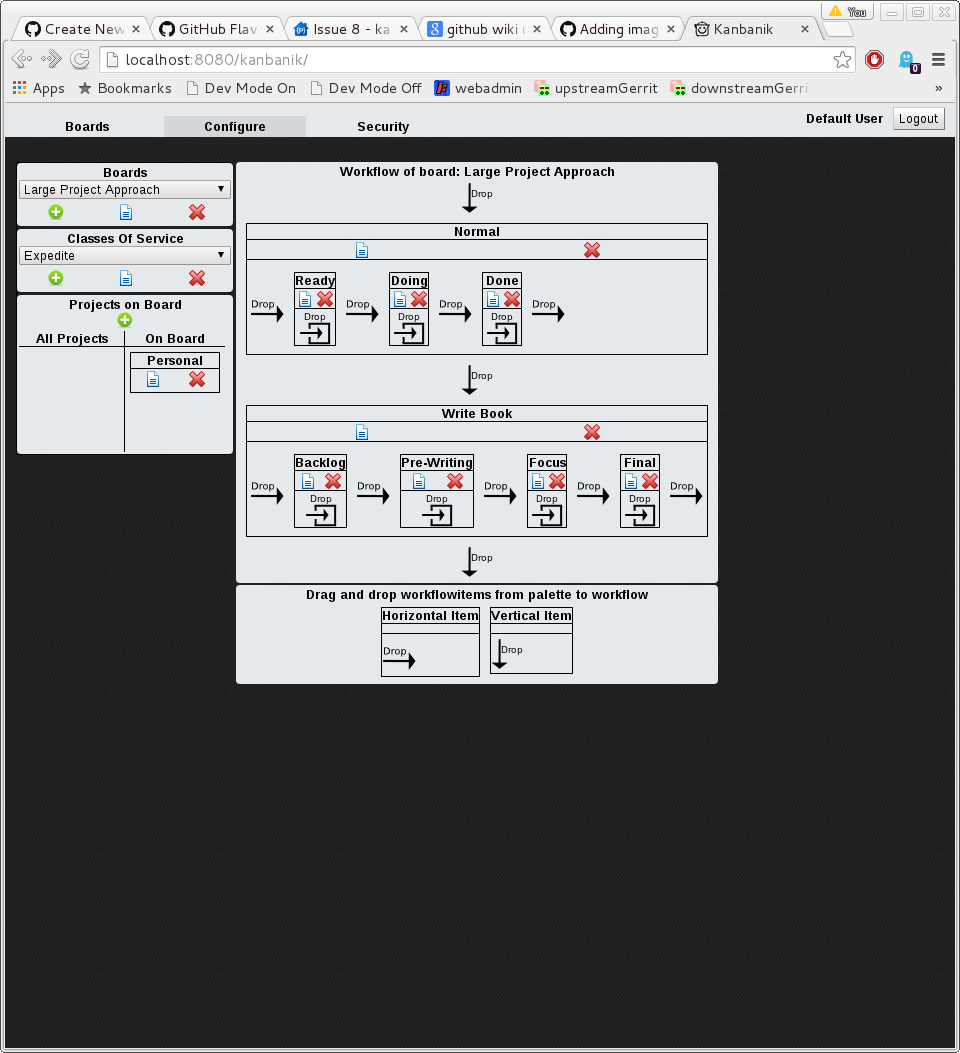 You
Create New
GitHub Flav
Issue 8 - ka
github wiki
Adding imag
Kanbanik
localhost:8080/kanbanik/
0
Apps
Bookmarks
Dev Mode On
Dev Mode Off
webadmin
upstreamGerrit
downstreamGerri
»
Boards
Configure
Security
Default User
Logout
Boards
Large Project Approach
Classes Of Service
Expedite
Projects on Board
All Projects
On Board
Personal
Workflow of board: Large Project Approach
Drop
Normal
Drop
Ready
Drop
Drop
Doing
Drop
Drop
Done
Drop
Drop
Drop
Write Book
Drop
Backlog
Drop
Drop
Pre-Writing
Drop
Drop
Focus
Drop
Drop
Final
Drop
Drop
Drop
Drag and drop workflowitems from palette to workflow
Horizontal Item
Drop
Vertical Item
Drop